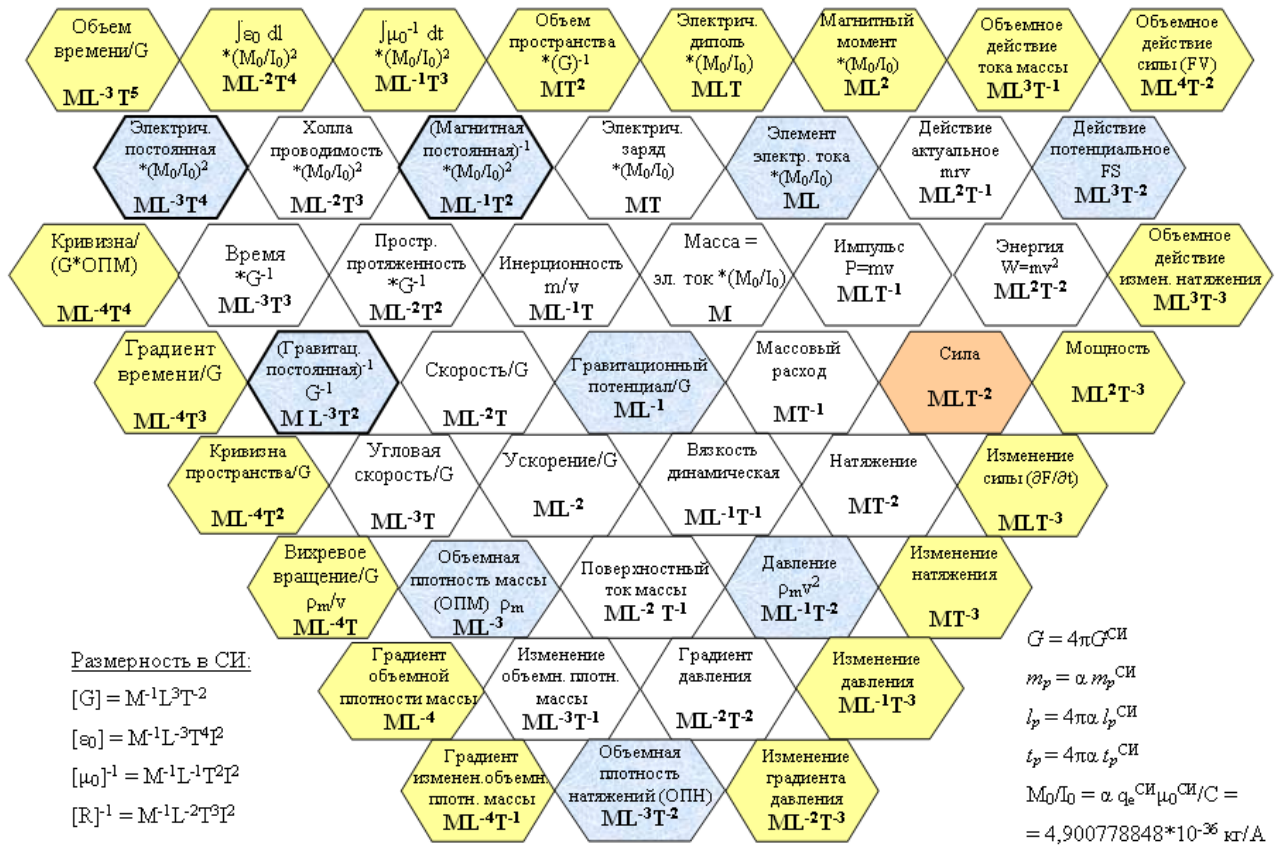 Объем
времени/G
ML⁻³T⁵
∫ε₀ dl
*(M₀/I₀)²
ML⁻²T⁴
∫μ₀⁻¹ dt
*(M₀/I₀)²
ML⁻¹T³
Объем
пространства
*(G)⁻¹
MT²
Электрич.
диполь
*(M₀/I₀)
MLT
Магнитный
момент
*(M₀/I₀)
ML²
Объемное
действие
тока массы
ML³T⁻¹
Объемное
действие
силы (FV)
ML⁴T⁻²
Электрич.
постоянная
*(M₀/I₀)²
ML⁻³T⁴
Холла
проводимость
*(M₀/I₀)²
ML⁻²T³
(Магнитная
постоянная)⁻¹
*(M₀/I₀)²
ML⁻¹T²
Электрич.
заряд
*(M₀/I₀)
MT
Элемент
электр. тока
*(M₀/I₀)
ML
Действие
актуальное
mrv
ML²T⁻¹
Действие
потенциальное
FS
ML³T⁻²
Кривизна/
(G*ОПМ)
ML⁻⁴T⁴
Время
*G⁻¹
ML⁻³T³
Простр.
протяженность
*G⁻¹
ML⁻²T²
Инерционность
m/v
ML⁻¹T
Масса =
эл. ток *(M₀/I₀)
M
Импульс
P=mv
MLT⁻¹
Энергия
W=mv²
ML²T⁻²
Объемное
действие
измен. натяжения
ML³T⁻³
Градиент
времени/G
ML⁻⁴T³
(Гравитац.
постоянная)⁻¹
G⁻¹
M L⁻³T²
Скорость/G
ML⁻²T
Гравитационный
потенциал/G
ML⁻¹
Массовый
расход
MT⁻¹
Сила
MLT⁻²
Мощность
ML²T⁻³
Кривизна
пространства/G
ML⁻⁴T²
Угловая
скорость/G
ML⁻³T
Ускорение/G
ML⁻²
Вязкость
динамическая
ML⁻¹T⁻¹
Натяжение
MT⁻²
Изменение
силы (∂F/∂t)
MLT⁻³
Вихревое
вращение/G
ρₘ/v
ML⁻⁴T
Объемная
плотность массы
(ОПМ) ρₘ
ML⁻³
Поверхностный
ток массы
ML⁻² T⁻¹
Давление
ρₘv²
ML⁻¹T⁻²
Изменение
натяжения
MT⁻³
Градиент
объемной
плотности массы
ML⁻⁴
Изменение
объемн. плотн.
массы
ML⁻³T⁻¹
Градиент
давления
ML⁻²T⁻²
Изменение
давления
ML⁻¹T⁻³
Градиент
изменен.объемн.
плотн. массы
ML⁻⁴T⁻¹
Объемная
плотность
натяжений (ОПН)
ML⁻³T⁻²
Изменение
градиента
давления
ML⁻²T⁻³
Размерность в СИ:
[G] = M⁻¹L³T⁻²
[ε₀] = M⁻¹L⁻³T⁴I²
[μ₀]⁻¹ = M⁻¹L⁻¹T²I²
[R]⁻¹ = M⁻¹L⁻²T³I²
G = 4πG^СИ
mₚ = α mₚ^СИ
lₚ = 4πα lₚ^СИ
tₚ = 4πα tₚ^СИ
M₀/I₀ = α qₑ^СИμ₀^СИ/C =
= 4,900778848*10⁻³⁶ кг/А